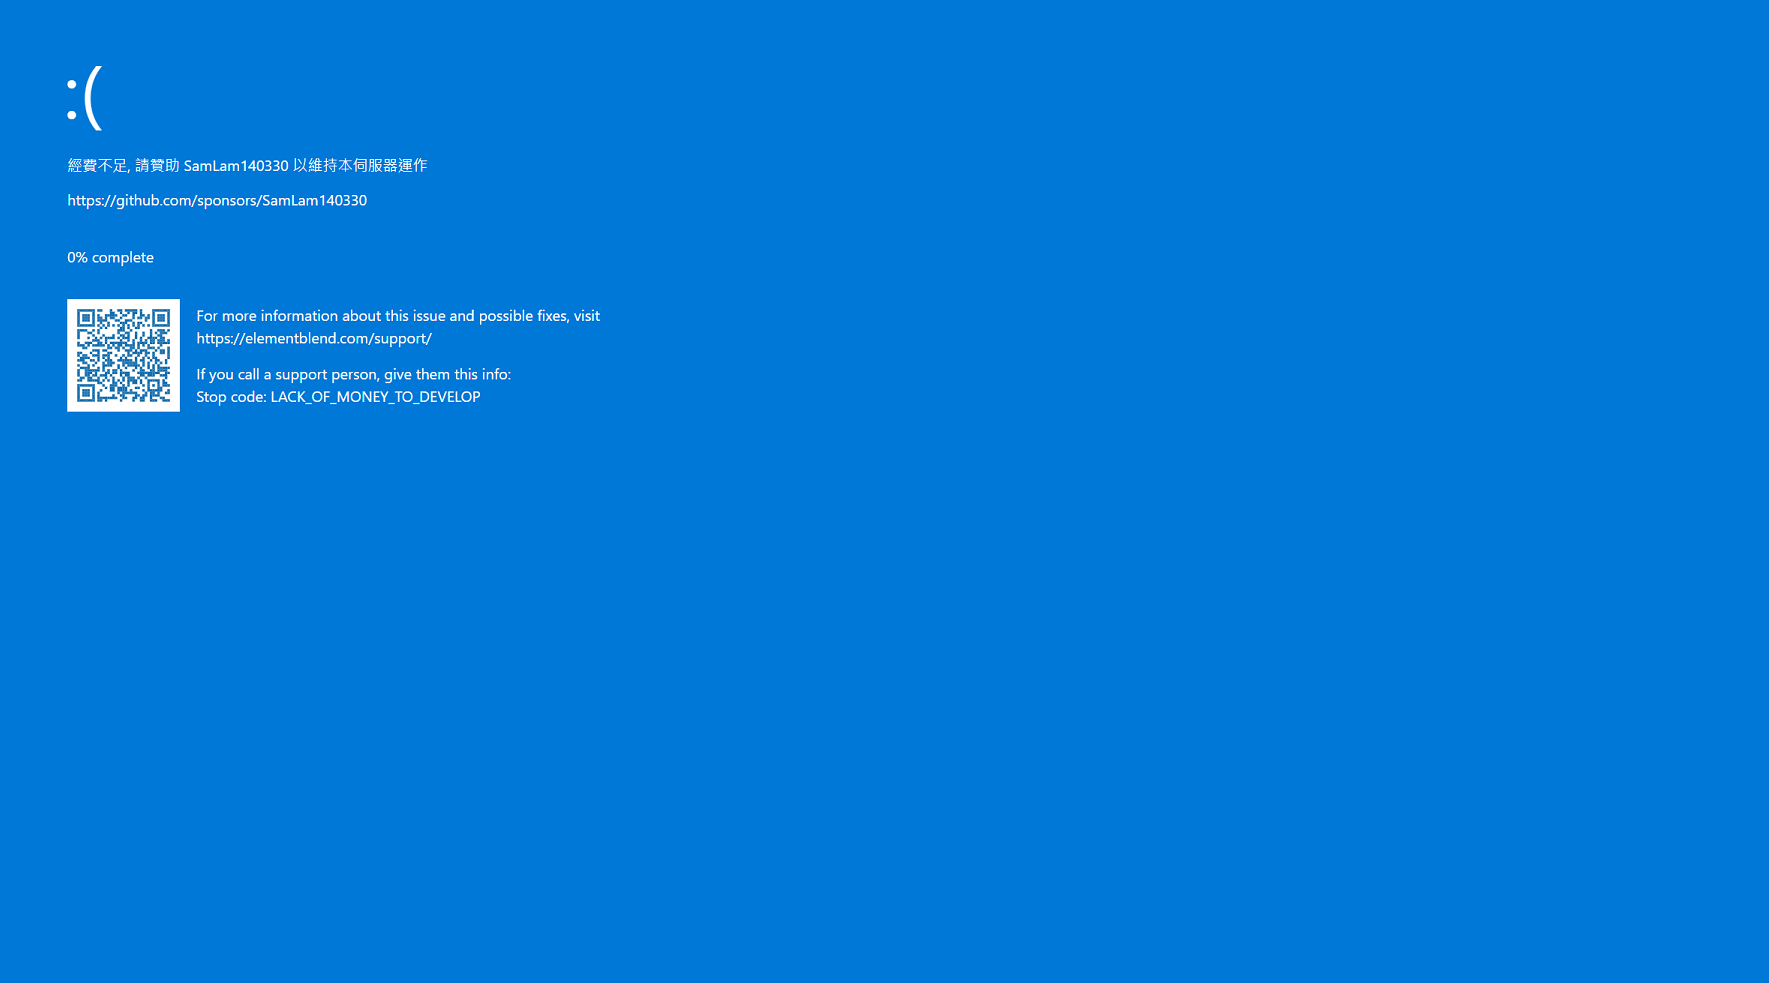 :(
經費不足, 請贊助 SamLam140330 以維持本伺服器運作
https://github.com/sponsors/SamLam140330
0% complete
For more information about this issue and possible fixes, visit
https://elementblend.com/support/
If you call a support person, give them this info:
Stop code: LACK_OF_MONEY_TO_DEVELOP